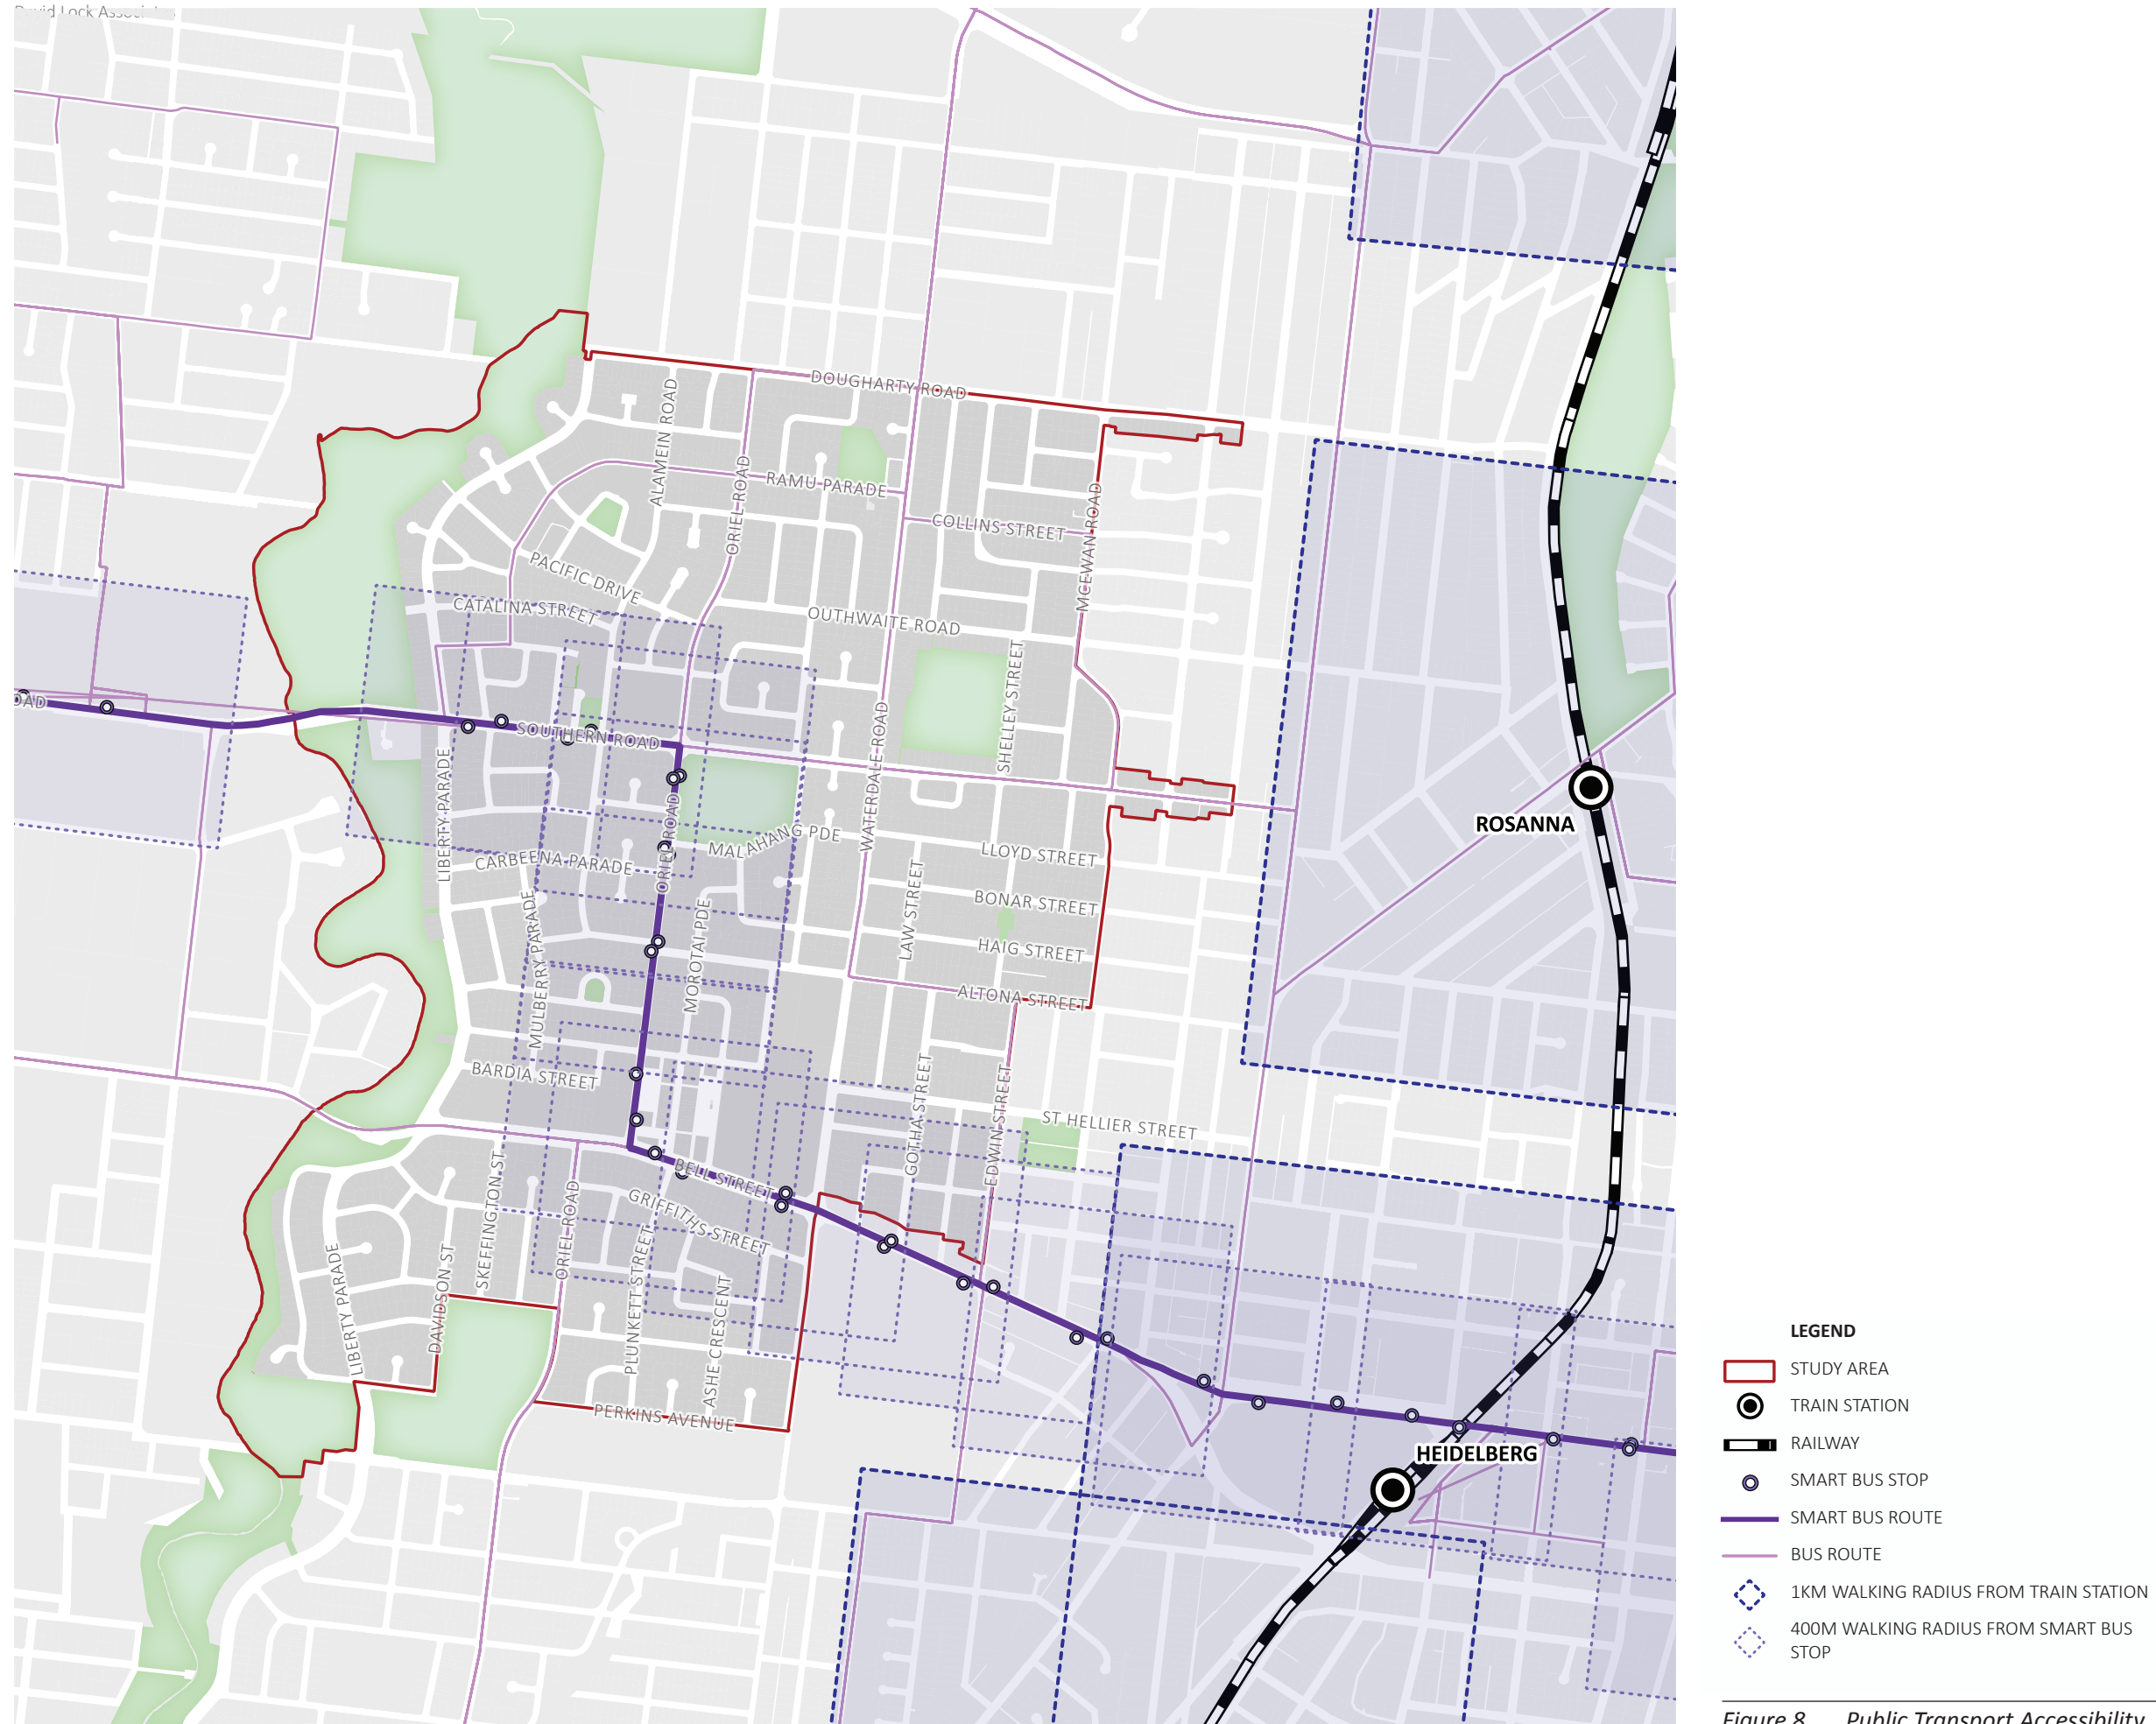 DOUGHARTY ROAD
ALAMEIN ROAD
ORIEL ROAD
RAMU PARADE
COLLINS STREET
MCEWAN ROAD
PACIFIC DRIVE
CATALINA STREET
OUTHWAITE ROAD
SHELLEY STREET
OAD
SOUTHERN ROAD
WATERDALE ROAD
LIBERTY PARADE
ORIEL ROAD
MALAHANG PDE
ROSANNA
CARBEENA PARADE
LLOYD STREET
BONAR STREET
LAW STREET
HAIG STREET
MULBERRY PARADE
MOROTAI PDE
ALTONA STREET
BARDIA STREET
GOTHA STREET
EDWIN STREET
ST HELLIER STREET
BELL STREET
SKEFFINGTON ST
ORIEL ROAD
GRIFFITHS STREET
LIBERTY PARADE
DAVIDSON ST
PLUNKETT STREET
ASHE CRESCENT
PERKINS AVENUE
HEIDELBERG
LEGEND
STUDY AREA
TRAIN STATION
RAILWAY
SMART BUS STOP
SMART BUS ROUTE
BUS ROUTE
1KM WALKING RADIUS FROM TRAIN STATION
400M WALKING RADIUS FROM SMART BUS
STOP
Figure 8 Public Transport Accessibility